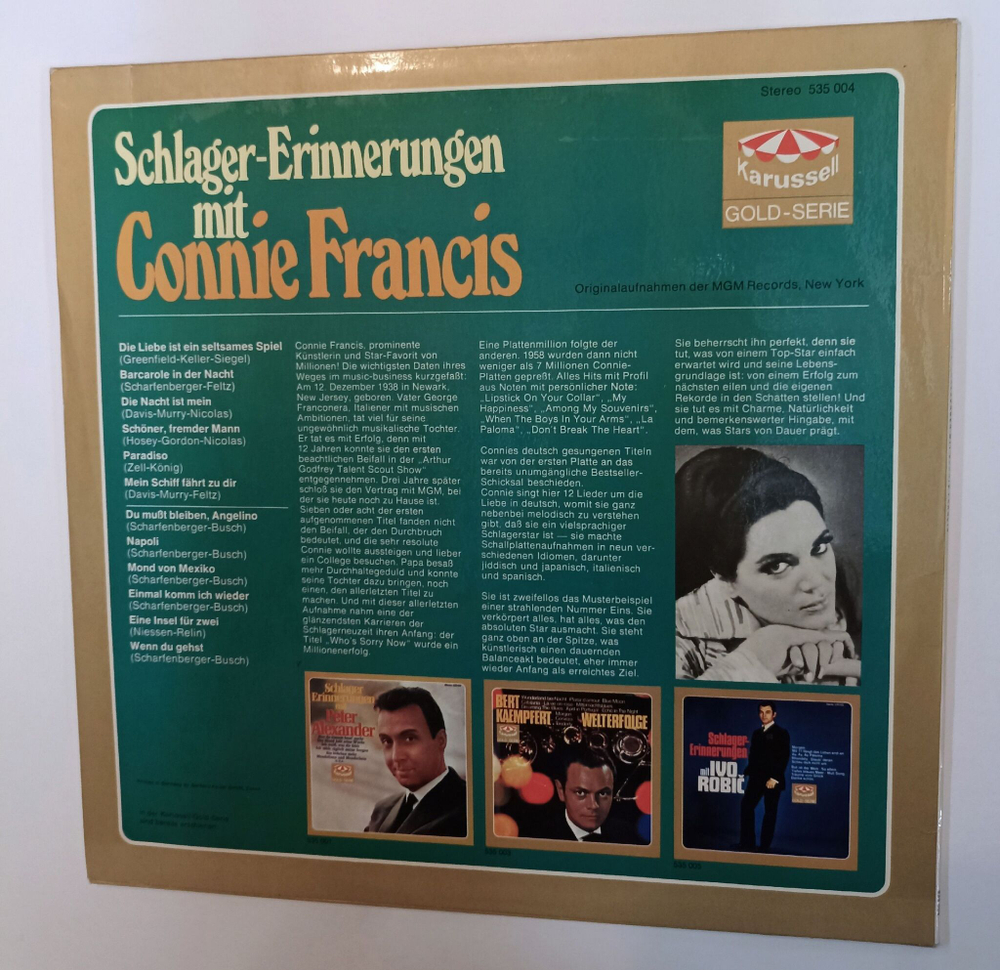 Stereo 535 004
Schlager-Erinnerungen
mit
Connie Francis
Karussell
GOLD-SERIE
Originalaufnahmen der MGM Records, New York
Die Liebe ist ein seltsames Spiel
(Greenfield-Keller-Siegel)
Barcarole in der Nacht
(Scharfenberger-Feltz)
Die Nacht ist mein
(Davis-Murry-Nicolas)
Schöner, fremder Mann
(Hosey-Gordon-Nicolas)
Paradiso
(Zell-König)
Mein Schiff fährt zu dir
(Davis-Murry-Feltz)
Du mußt bleiben, Angelino
(Scharfenberger-Busch)
Napoli
(Scharfenberger-Busch)
Mond von Mexiko
(Scharfenberger-Busch)
Einmal komm ich wieder
(Scharfenberger-Busch)
Eine Insel für zwei
(Niessen-Relin)
Wenn du gehst
(Scharfenberger-Busch)
Connie Francis, prominente
Künstlerin und Star-Favorit von
Millionen! Die wichtigsten Daten ihres
Weges im music-business kurzgefaßt:
Am 12. Dezember 1938 in Newark,
New Jersey, geboren. Vater George
Franconera, Italiener mit musischen
Ambitionen, tat viel für seine
ungewöhnlich musikalische Tochter.
Er tat es mit Erfolg, denn mit
12 Jahren konnte sie den ersten
beachtlichen Beifall in der „Arthur
Godfrey Talent Scout Show"
entgegennehmen. Drei Jahre später
schloß sie den Vertrag mit MGM, bei
der sie heute noch zu Hause ist.
Sieben oder acht der ersten
aufgenommenen Titel fanden nicht
den Beifall, der den Durchbruch
bedeutet, und die sehr resolute
Connie wollte aussteigen und lieber
ein College besuchen. Papa besaß
mehr Durchhaltegeduld und konnte
seine Tochter dazu bringen, noch
einen, den allerletzten Titel zu
machen. Und mit dieser allerletzten
Aufnahme nahm eine der
glänzendsten Karrieren der
Schlagerneuzeit ihren Anfang: der
Titel „Who's Sorry Now" wurde ein
Millionenerfolg.
Eine Plattenmillion folgte der
anderen. 1958 wurden dann nicht
weniger als 7 Millionen Connie-
Platten gepreßt. Alles Hits mit Profil
aus Noten mit persönlicher Note:
„Lipstick On Your Collar", „My
Happiness", „Among My Souvenirs",
„When The Boys In Your Arms", „La
Paloma", „Don't Break The Heart".
Connies deutsch gesungenen Titeln
war von der ersten Platte an das
bereits unumgängliche Bestseller-
Schicksal beschieden.
Connie singt hier 12 Lieder um die
Liebe in deutsch, womit sie ganz
nebenbei melodisch zu verstehen
gibt, daß sie ein vielsprachiger
Schlagerstar ist — sie machte
Schallplattenaufnahmen in neun ver-
schiedenen Idiomen, darunter
jiddisch und japanisch, italienisch
und spanisch.
Sie ist zweifellos das Musterbeispiel
einer strahlenden Nummer Eins. Sie
verkörpert alles, hat alles, was den
absoluten Star ausmacht. Sie steht
ganz oben an der Spitze, was
künstlerisch einen dauernden
Balanceakt bedeutet, eher immer
wieder Anfang als erreichtes Ziel.
Sie beherrscht ihn perfekt, denn sie
tut, was von einem Top-Star einfach
erwartet wird und seine Lebens-
grundlage ist: von einem Erfolg zum
nächsten eilen und die eigenen
Rekorde in den Schatten stellen! Und
sie tut es mit Charme, Natürlichkeit
und bemerkenswerter Hingabe, mit
dem, was Stars von Dauer prägt.
Schlager
Erinnerungen
Peter
Alexander
BERT
KAEMPFERT
WELTERFOLGE
Schlager-
Erinnerungen
mit IVO
ROBIĆ